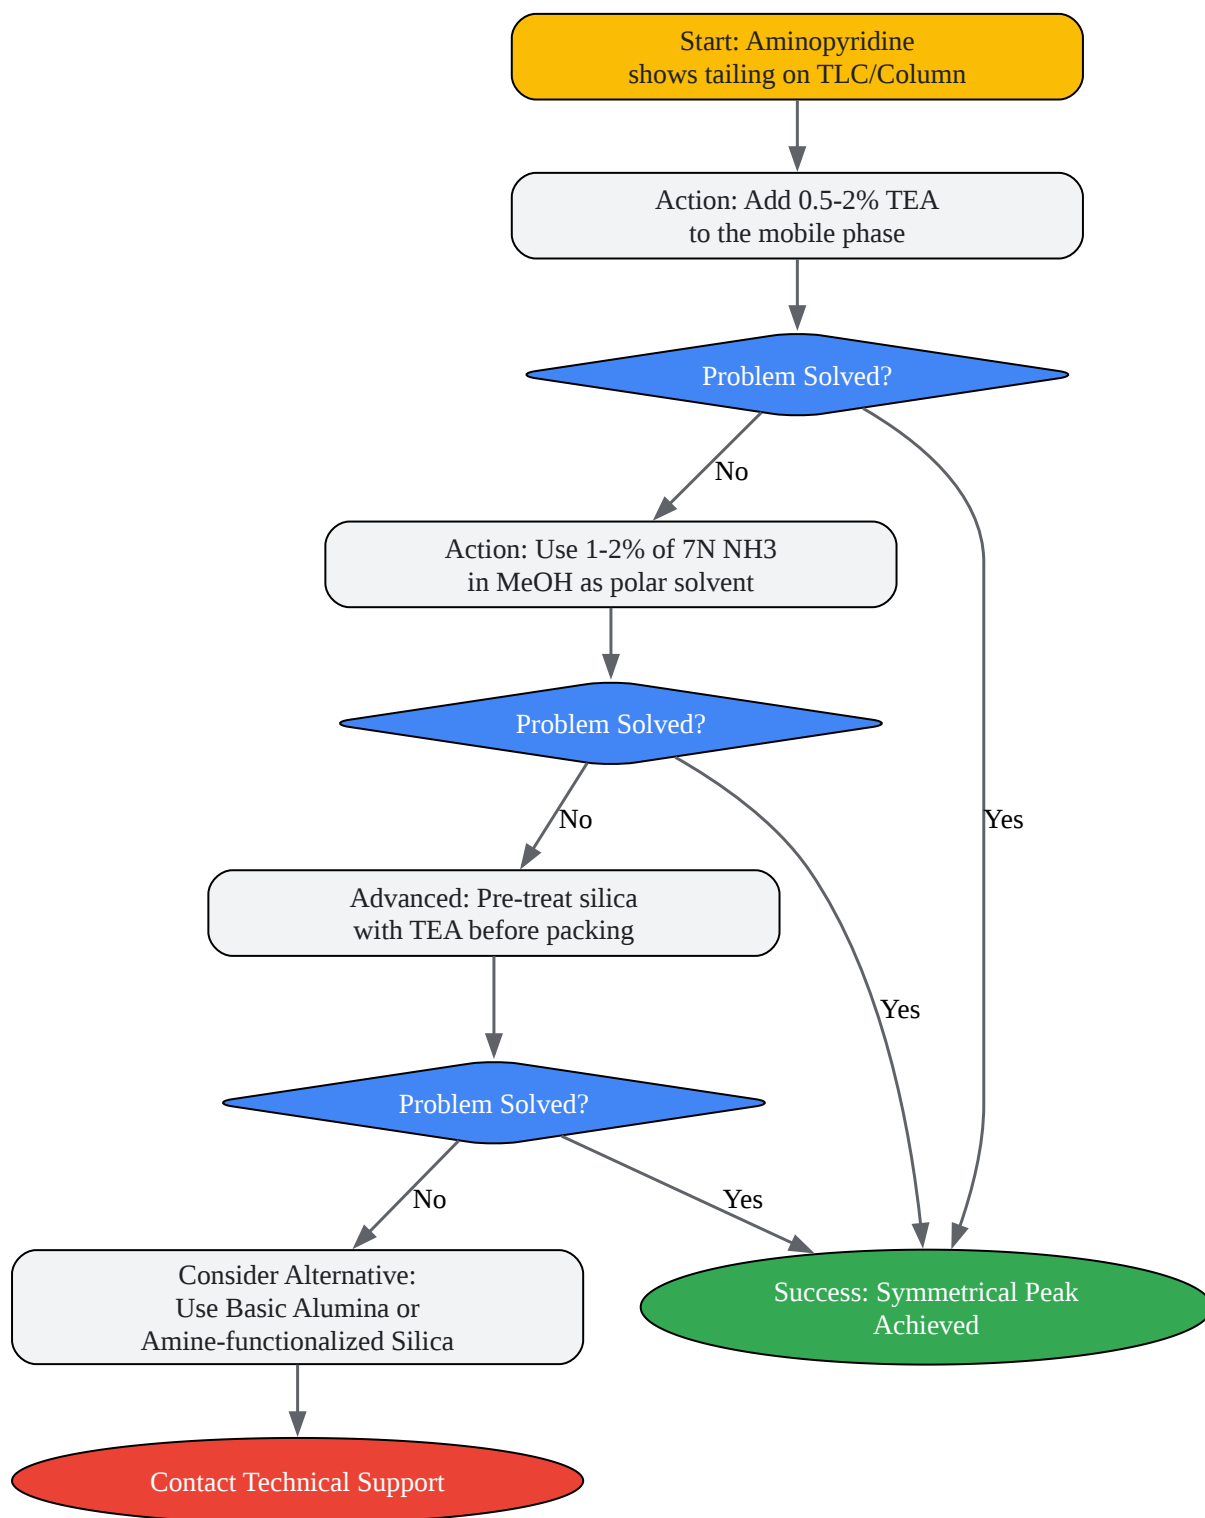 Start: Aminopyridine
shows tailing on TLC/Column
Action: Add 0.5-2% TEA
to the mobile phase
Problem Solved?
No
Action: Use 1-2% of 7N NH3
in MeOH as polar solvent
Problem Solved?
No
Yes
Advanced: Pre-treat silica
with TEA before packing
Yes
Problem Solved?
No
Yes
Consider Alternative:
Use Basic Alumina or
Amine-functionalized Silica
Success: Symmetrical Peak
Achieved
Contact Technical Support